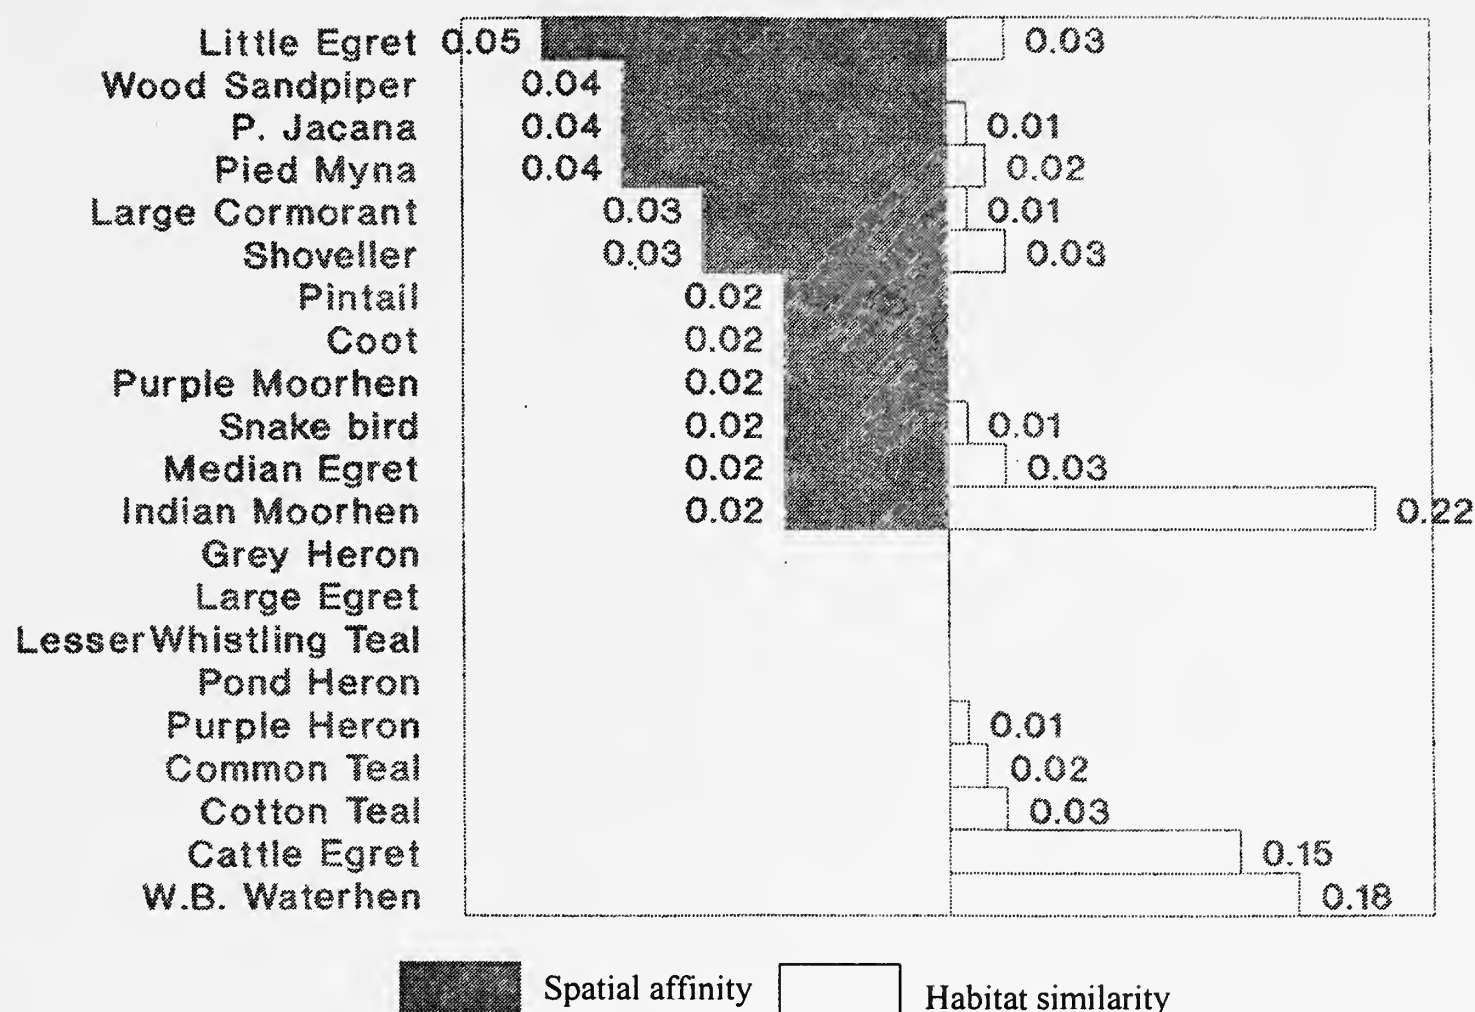 Little Egret 0.05 0.03
Wood Sandpiper 0.04
P. Jacana 0.04 0.01
Pied Myna 0.04 0.02
Large Cormorant 0.03 0.01
Shoveller 0.03 0.03
Pintail 0.02
Coot 0.02
Purple Moorhen 0.02
Snake bird 0.02 0.01
Median Egret 0.02 0.03
Indian Moorhen 0.02 0.22
Grey Heron
Large Egret
LesserWhistling Teal
Pond Heron
Purple Heron 0.01
Common Teal 0.02
Cotton Teal 0.03
Cattle Egret 0.15
W.B. Waterhen 0.18
Spatial affinity Habitat similarity